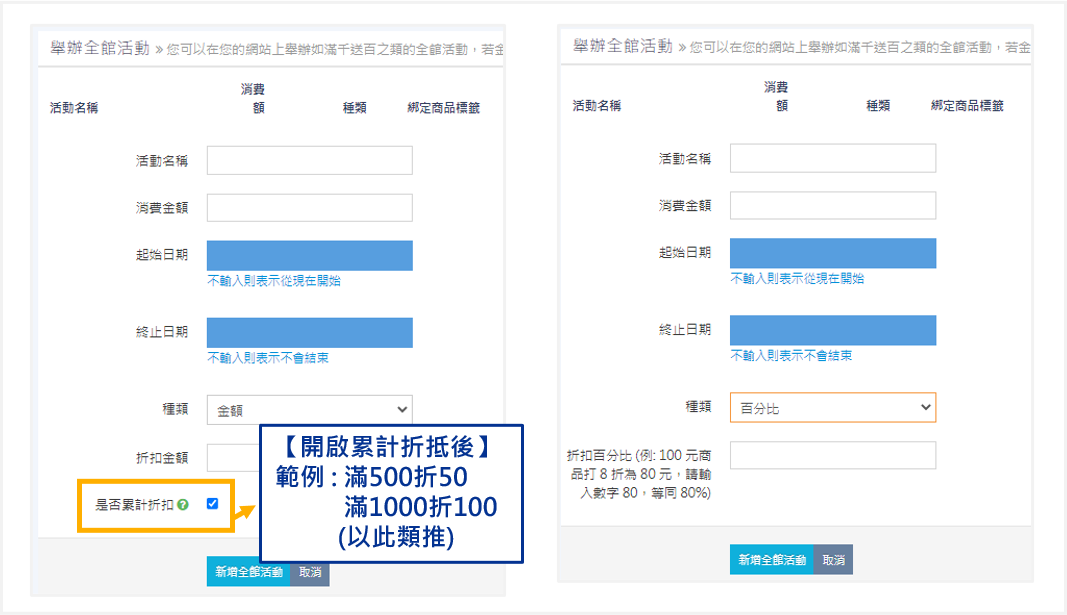 舉辦全館活動 » 您可以在您的網站上舉辦如滿千送百之類的全館活動，若金
活動名稱
消費
額
種類
綁定商品標籤
活動名稱
消費金額
起始日期
不輸入則表示從現在開始
終止日期
不輸入則表示不會結束
種類
金額
折扣金額
是否累計折扣
【開啟累計折抵後】
範例：滿500折50
滿1000折100
(以此類推)
新增全館活動
取消
舉辦全館活動 » 您可以在您的網站上舉辦如滿千送百之類的全館活動，若金
活動名稱
消費
額
種類
綁定商品標籤
活動名稱
消費金額
起始日期
不輸入則表示從現在開始
終止日期
不輸入則表示不會結束
種類
百分比
折扣百分比 (例: 100 元商
品打 8 折為 80 元，請輸
入數字 80，等同 80%)
新增全館活動
取消